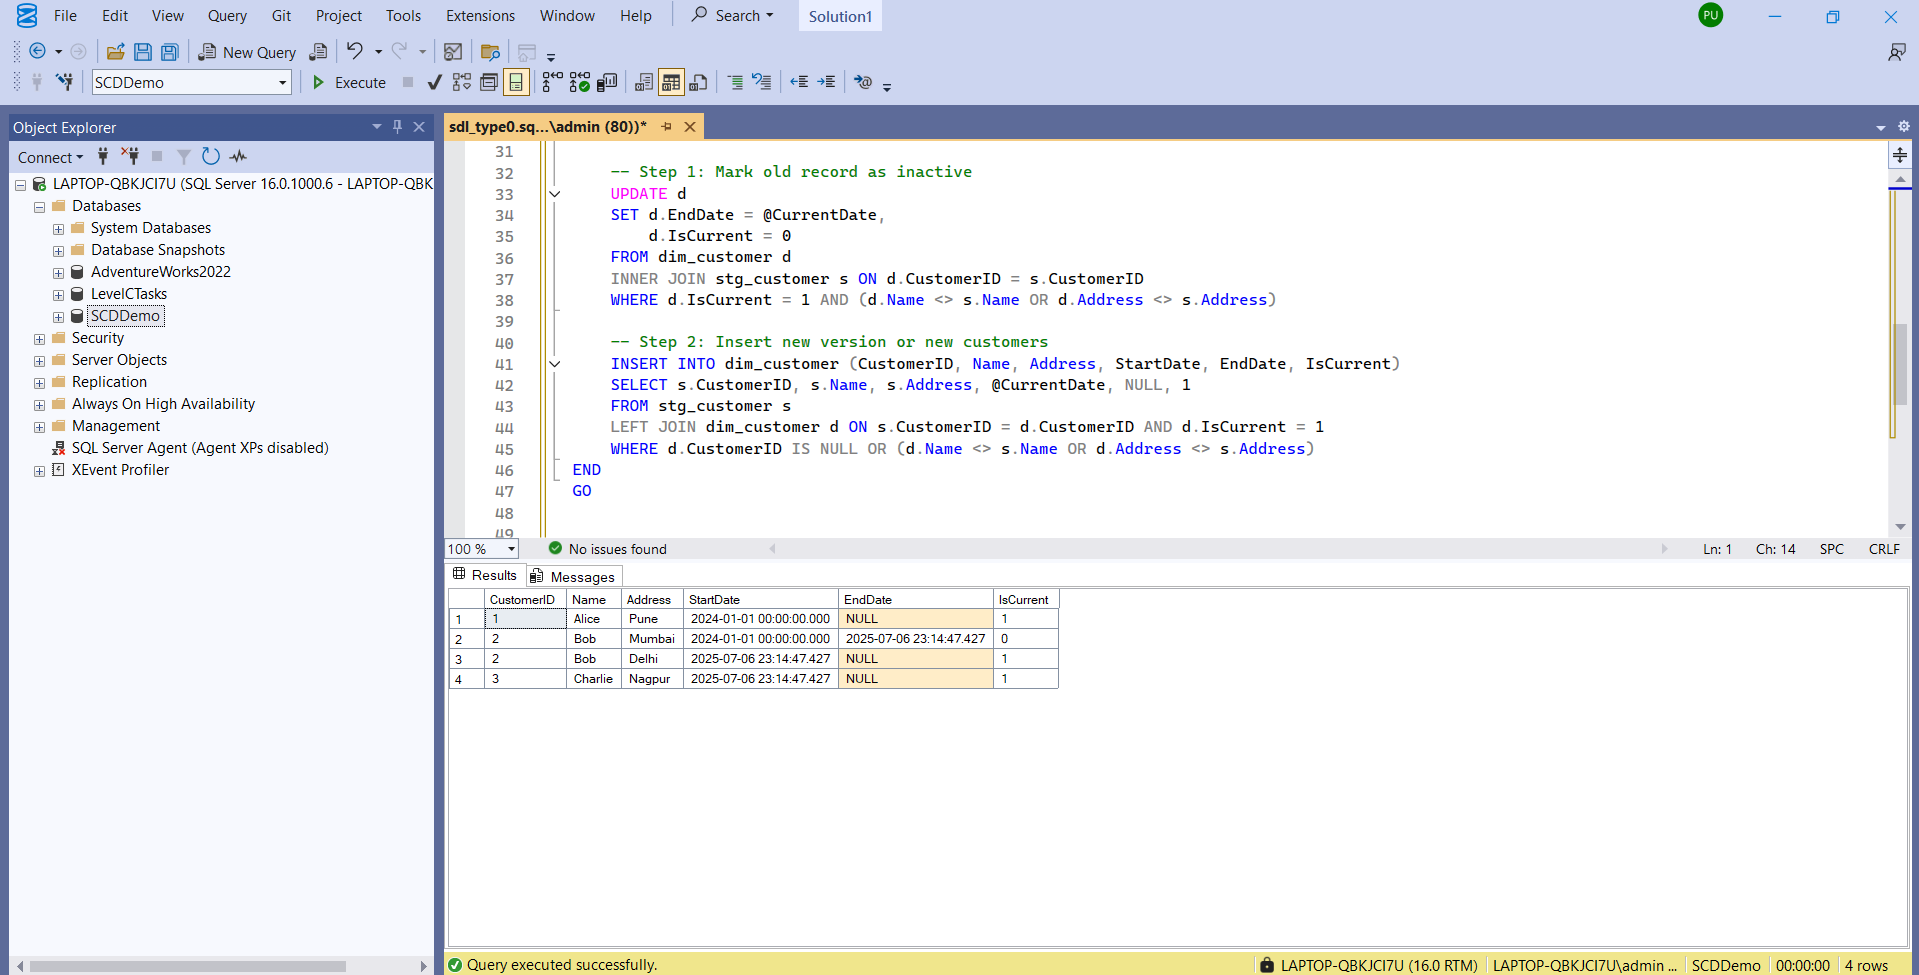 File Edit View Query Git Project Tools Extensions Window Help Search Solution1 PU
New Query
SCDDemo Execute
Object Explorer
Connect
LAPTOP-QBKJCI7U (SQL Server 16.0.1000.6 - LAPTOP-QBK
Databases
System Databases
Database Snapshots
AdventureWorks2022
LevelCTasks
SCDDemo
Security
Server Objects
Replication
Always On High Availability
Management
SQL Server Agent (Agent XPs disabled)
XEvent Profiler
sdl_type0.sq...\admin (80))*
31
32 -- Step 1: Mark old record as inactive
33 UPDATE d
34 SET d.EndDate = @CurrentDate,
35 d.IsCurrent = 0
36 FROM dim_customer d
37 INNER JOIN stg_customer s ON d.CustomerID = s.CustomerID
38 WHERE d.IsCurrent = 1 AND (d.Name <> s.Name OR d.Address <> s.Address)
39
40 -- Step 2: Insert new version or new customers
41 INSERT INTO dim_customer (CustomerID, Name, Address, StartDate, EndDate, IsCurrent)
42 SELECT s.CustomerID, s.Name, s.Address, @CurrentDate, NULL, 1
43 FROM stg_customer s
44 LEFT JOIN dim_customer d ON s.CustomerID = d.CustomerID AND d.IsCurrent = 1
45 WHERE d.CustomerID IS NULL OR (d.Name <> s.Name OR d.Address <> s.Address)
46 END
47 GO
48
49
100 % No issues found Ln: 1 Ch: 14 SPC CRLF
Results Messages
CustomerID Name Address StartDate EndDate IsCurrent
1 1 Alice Pune 2024-01-01 00:00:00.000 NULL 1
2 2 Bob Mumbai 2024-01-01 00:00:00.000 2025-07-06 23:14:47.427 0
3 2 Bob Delhi 2025-07-06 23:14:47.427 NULL 1
4 3 Charlie Nagpur 2025-07-06 23:14:47.427 NULL 1
Query executed successfully. LAPTOP-QBKJCI7U (16.0 RTM) LAPTOP-QBKJCI7U\admin ... SCDDemo 00:00:00 4 rows